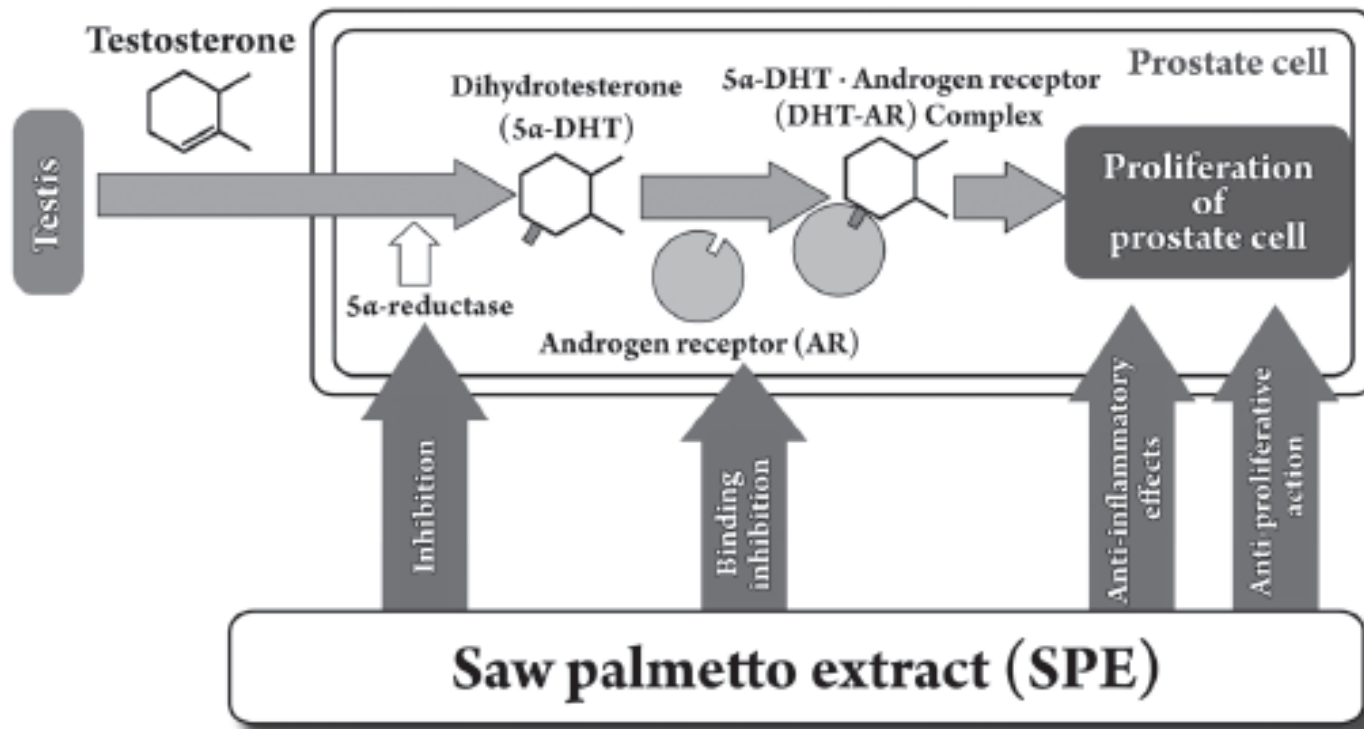 Testosterone
Prostate cell
Testis
Dihydrotesterone
(5α-DHT)
5α-DHT · Androgen receptor
(DHT-AR) Complex
Proliferation
of
prostate cell
5α-reductase
Androgen receptor (AR)
Inhibition
Binding
inhibition
Anti-inflammatory
effects
Anti-proliferative
action
Saw palmetto extract (SPE)